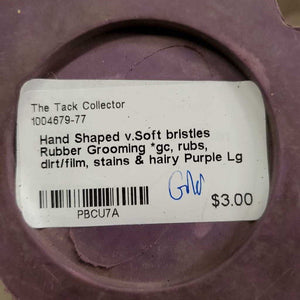 The Tack Collector
1004679-77
Hand Shaped v.Soft bristles
Rubber Grooming *gc, rubs,
dirt/film, stains & hairy Purple Lg
$3.00
PBCU7A